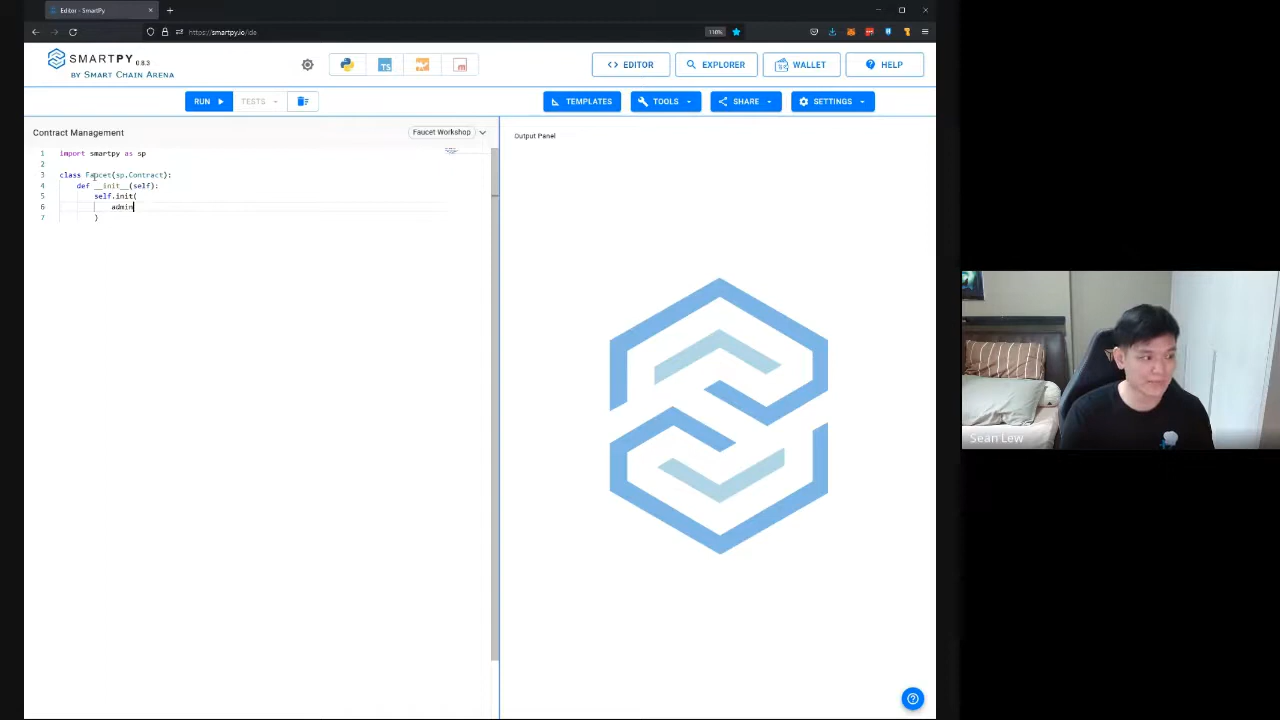 Editor - SmartPy
https://smartpy.io/ide
110%
SMARTPY 0.8.3
BY SMART CHAIN ARENA
TS
EDITOR
EXPLORER
WALLET
HELP
RUN
TESTS
TEMPLATES
TOOLS
SHARE
SETTINGS
Contract Management
Faucet Workshop
Output Panel
1 import smartpy as sp
2
3 class Faucet(sp.Contract):
4 def __init__(self):
5 self.init(
6 admin
7 )
Sean Lew